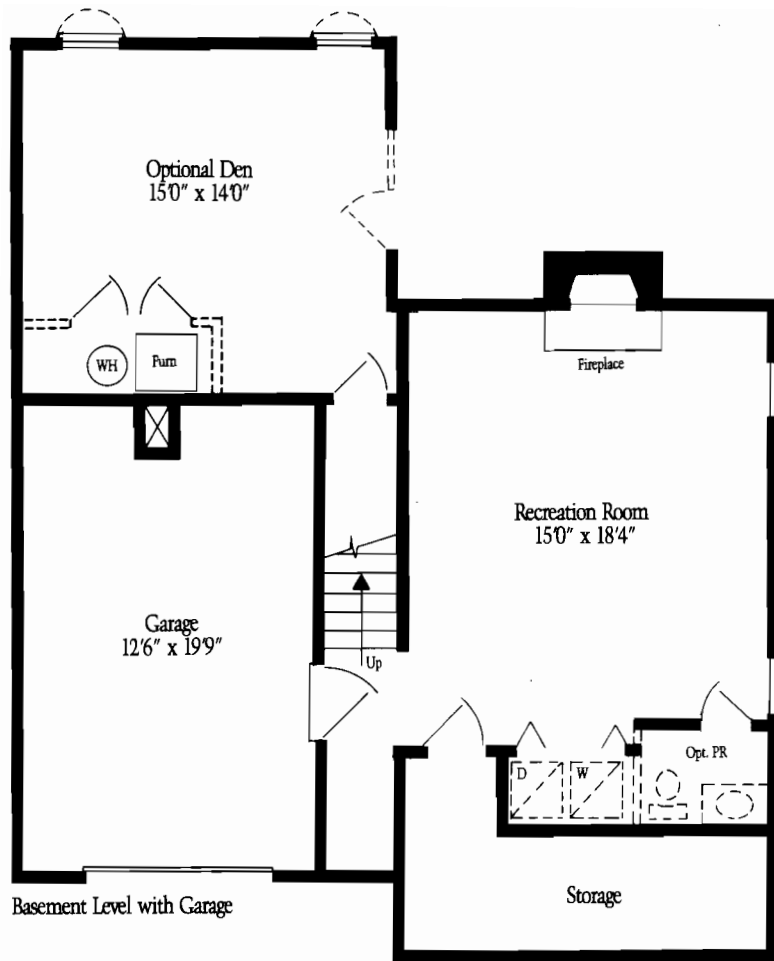 Optional Den
15'0" x 14'0"
WH
Furn
Fireplace
Recreation Room
15'0" x 18'4"
Garage
12'6" x 19'9"
Up
Opt. PR
D
W
Storage
Basement Level with Garage